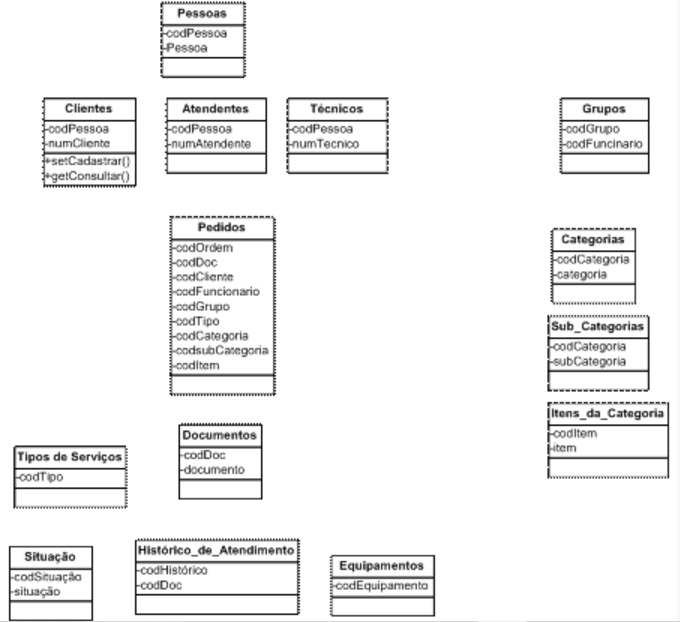 Pessoas
-codPessoa
-Pessoa
Clientes
-codPessoa
-numCliente
+setCadastrar()
+getConsultar()
Atendentes
-codPessoa
-numAtendente
Técnicos
-codPessoa
-numTecnico
Grupos
-codGrupo
-codFuncinario
Pedidos
-codOrdem
-codDoc
-codCliente
-codFuncionario
-codGrupo
-codTipo
-codCategoria
-codsubCategoria
-codItem
Categorias
-codCategoria
-categoria
Sub_Categorias
-codCategoria
-subCategoria
Itens_da_Categoria
-codItem
-item
Documentos
-codDoc
-documento
Tipos de Serviços
-codTipo
Situação
-codSituação
-situação
Histórico_de_Atendimento
-codHistórico
-codDoc
Equipamentos
-codEquipamento